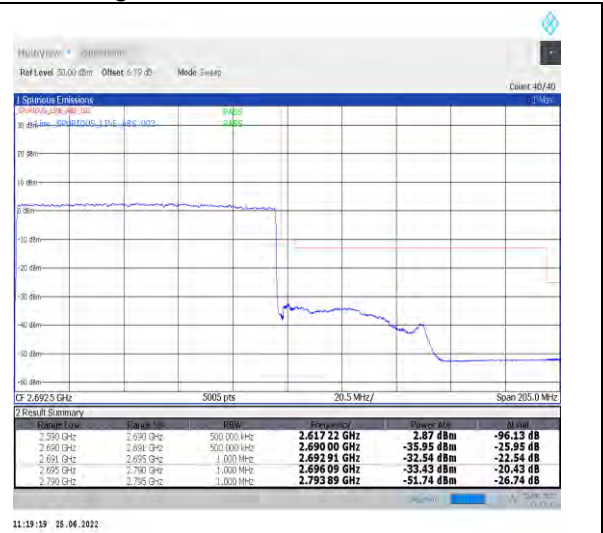 MultiView
Ref Level 30.00 dBm Offset 6.79 dB Mode Sweep
Count 40/40
1 Spurious Emissions
SPURIOUS_LINE_ABS_002 PASS
Line _SPURIOUS_LINE_ABS_002 PASS
30 dBm
20 dBm
10 dBm
0 dBm
-10 dBm
-20 dBm
-30 dBm
-40 dBm
-50 dBm
-60 dBm
CF 2.6925 GHz 5005 pts 20.5 MHz/ Span 205.0 MHz
2 Result Summary
Range Low Range Up RBW Frequency Power Abs ΔLimit
2.590 GHz 2.690 GHz 500.000 kHz 2.617 22 GHz 2.87 dBm -96.13 dB
2.690 GHz 2.691 GHz 500.000 kHz 2.690 00 GHz -35.95 dBm -25.95 dB
2.691 GHz 2.695 GHz 1.000 MHz 2.692 91 GHz -32.54 dBm -22.54 dB
2.695 GHz 2.790 GHz 1.000 MHz 2.696 09 GHz -33.43 dBm -20.43 dB
2.790 GHz 2.795 GHz 1.000 MHz 2.793 89 GHz -51.74 dBm -26.74 dB
11:19:19 25.06.2022